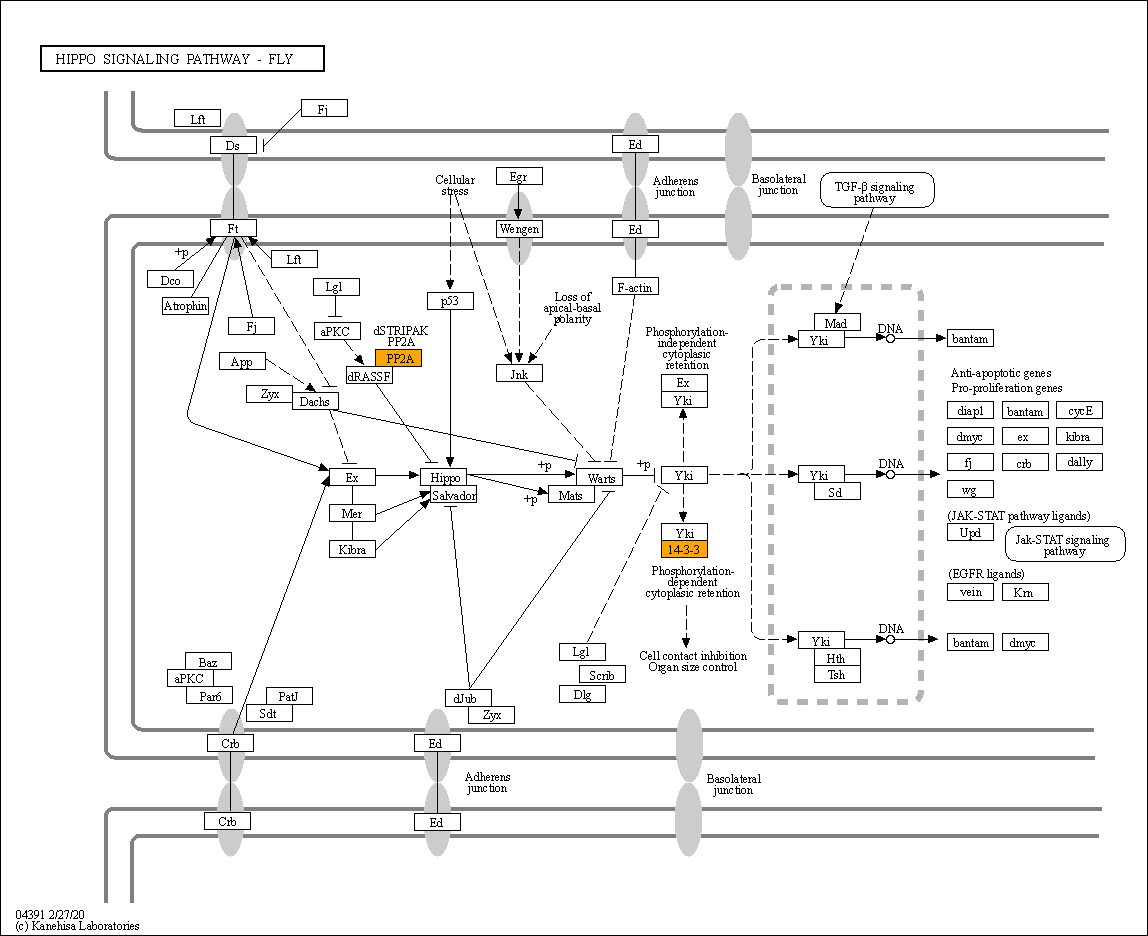 HIPPO SIGNALING PATHWAY - FLY
Lft
Fj
Ds
Ed
Cellular
stress
Egr
Adherens
junction
Basolateral
junction
TGF-β signaling
pathway
Ft
Wengen
Ed
+p
Dco
Lft
Atrophin
Lgl
p53
F-actin
Loss of
apical-basal
polarity
Fj
aPKC
dSTRIPAK
PP2A
PP2A
dRASSF
App
Zyx
Dachs
Jnk
Phosphorylation-
independent
cytoplasic
retention
Ex
Yki
Mad
Yki
DNA
bantam
Anti-apoptotic genes
Pro-proliferation genes
diap1
bantam
cycE
dmyc
ex
kibra
fj
crb
dally
wg
Ex
Hippo
Salvador
+p
+p
Warts
Mats
+p
Yki
Yki
Sd
DNA
Mer
Kibra
Yki
14-3-3
Phosphorylation-
dependent
cytoplasic retention
(JAK-STAT pathway ligands)
Upd
Jak-STAT signaling
pathway
(EGFR ligands)
vein
Krn
Cell contact inhibition
Organ size control
Yki
Hth
Tsh
DNA
bantam
dmyc
Lgl
Scrib
Dlg
Baz
aPKC
Par6
PatJ
Sdt
dJub
Zyx
Crb
Ed
Adherens
junction
Basolateral
junction
Crb
Ed
04391 2/27/20
(c) Kanehisa Laboratories